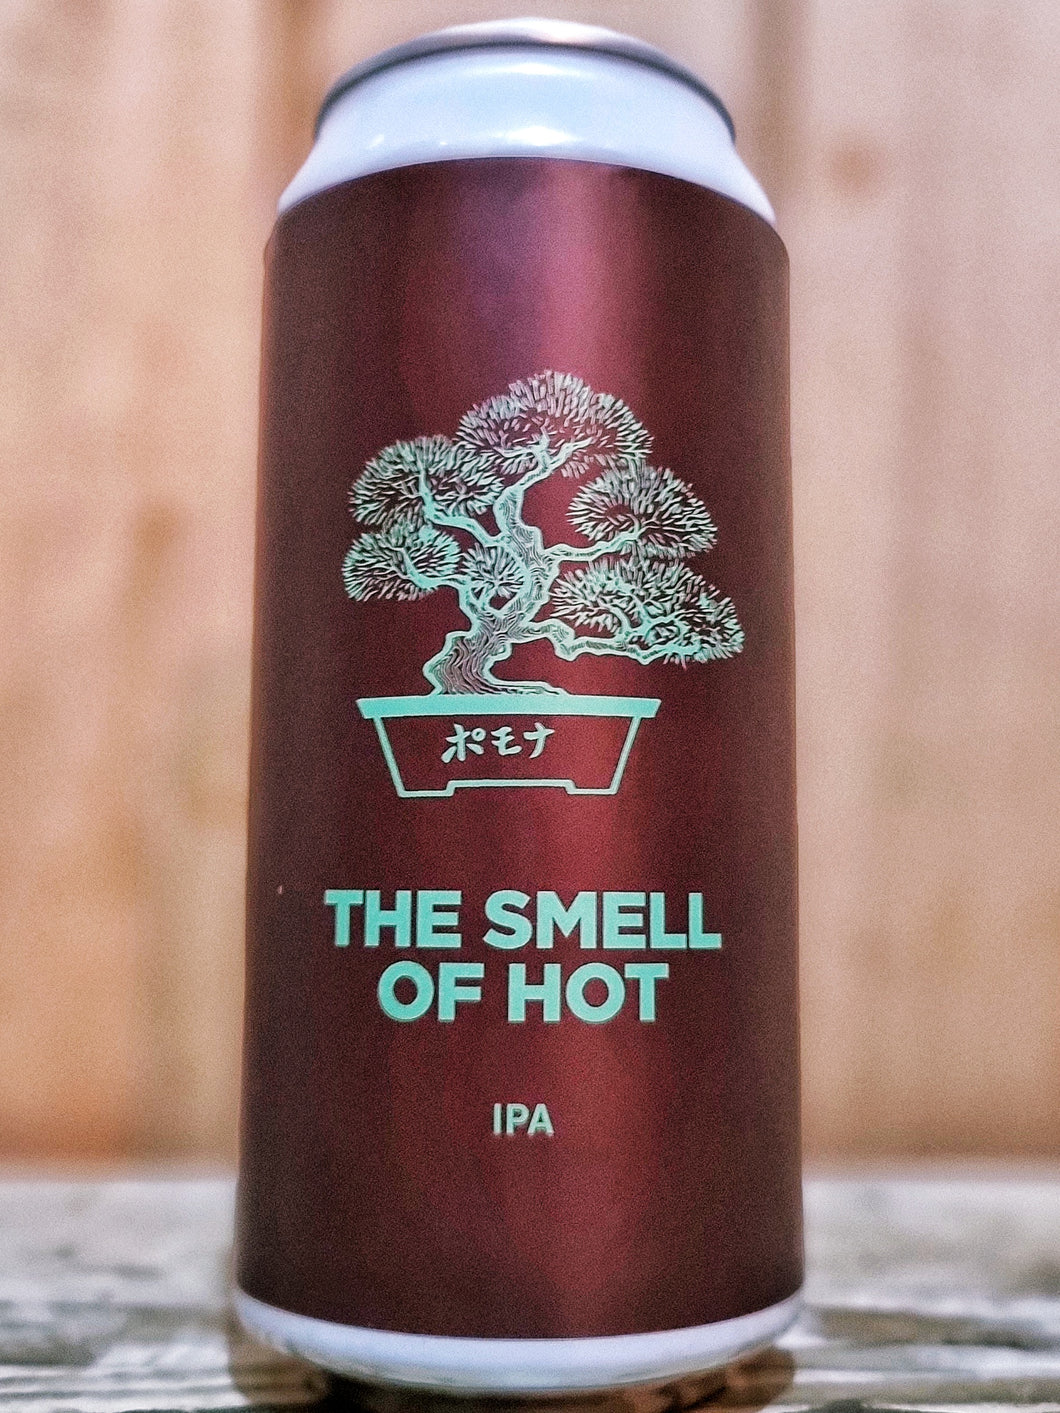 ポモナ
THE SMELL
OF HOT
IPA